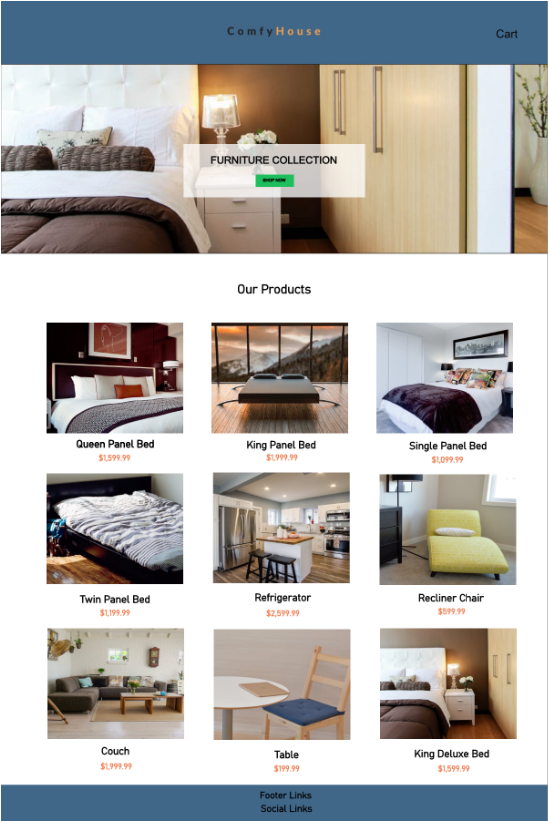 ComfyHouse
Cart
FURNITURE COLLECTION
SHOP NOW
Our Products
Queen Panel Bed
$1,599.99
King Panel Bed
$1,999.99
Single Panel Bed
$1,099.99
Twin Panel Bed
$1,199.99
Refrigerator
$2,599.99
Recliner Chair
$599.99
Couch
$1,999.99
Table
$199.99
King Deluxe Bed
$1,599.99
Footer Links
Social Links